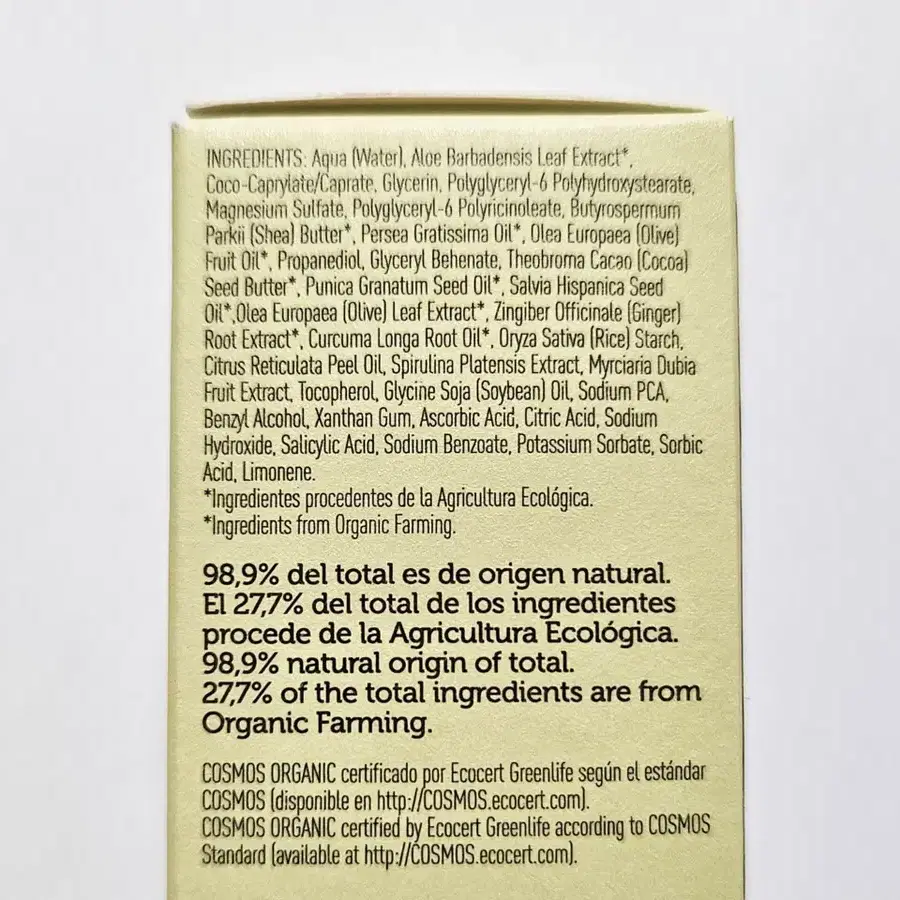 INGREDIENTS: Aqua (Water), Aloe Barbadensis Leaf Extract*,
Coco-Caprylate/Caprate, Glycerin, Polyglyceryl-6 Polyhydroxystearate,
Magnesium Sulfate, Polyglyceryl-6 Polyricinoleate, Butyrospermum
Parkii (Shea) Butter*, Persea Gratissima Oil*, Olea Europaea (Olive)
Fruit Oil*, Propanediol, Glyceryl Behenate, Theobroma Cacao (Cocoa)
Seed Butter*, Punica Granatum Seed Oil*, Salvia Hispanica Seed
Oil*,Olea Europaea (Olive) Leaf Extract*, Zingiber Officinale (Ginger)
Root Extract*, Curcuma Longa Root Oil*, Oryza Sativa (Rice) Starch,
Citrus Reticulata Peel Oil, Spirulina Platensis Extract, Myrciaria Dubia
Fruit Extract, Tocopherol, Glycine Soja (Soybean) Oil, Sodium PCA,
Benzyl Alcohol, Xanthan Gum, Ascorbic Acid, Citric Acid, Sodium
Hydroxide, Salicylic Acid, Sodium Benzoate, Potassium Sorbate, Sorbic
Acid, Limonene.
*Ingredientes procedentes de la Agricultura Ecológica.
*Ingredients from Organic Farming.
98,9% del total es de origen natural.
El 27,7% del total de los ingredientes
procede de la Agricultura Ecológica.
98,9% natural origin of total.
27,7% of the total ingredients are from
Organic Farming.
COSMOS ORGANIC certificado por Ecocert Greenlife según el estándar
COSMOS (disponible en http://COSMOS.ecocert.com).
COSMOS ORGANIC certified by Ecocert Greenlife according to COSMOS
Standard (available at http://COSMOS.ecocert.com).